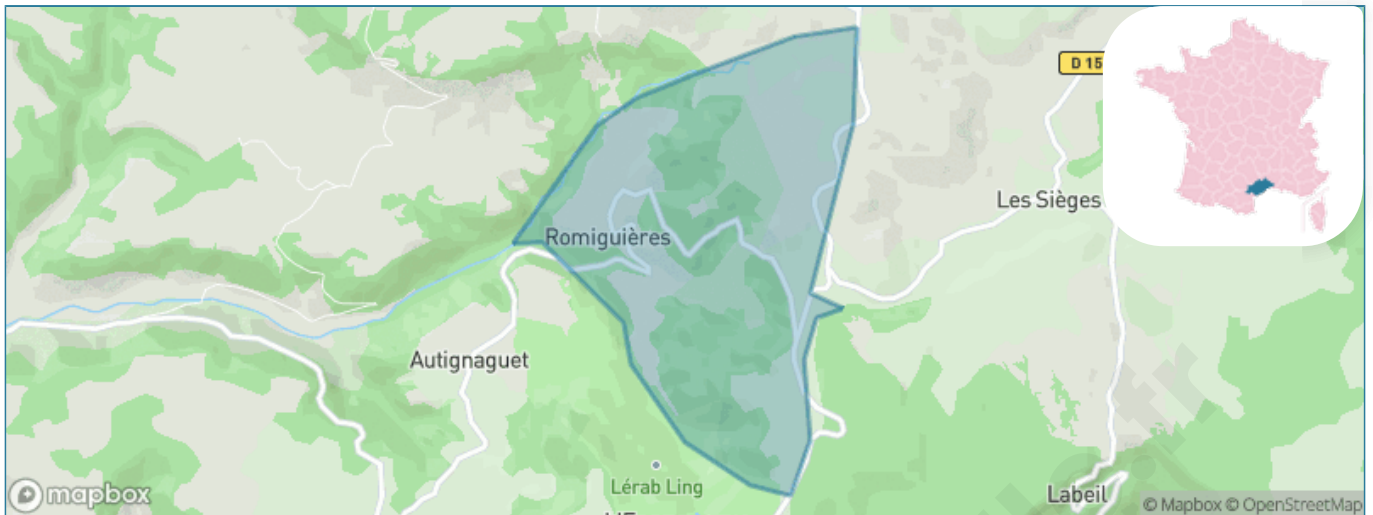 D 15
Les Sièges
Romiguières
Autignaguet
Lérab Ling
Labeil
mapbox
© Mapbox © OpenStreetMap